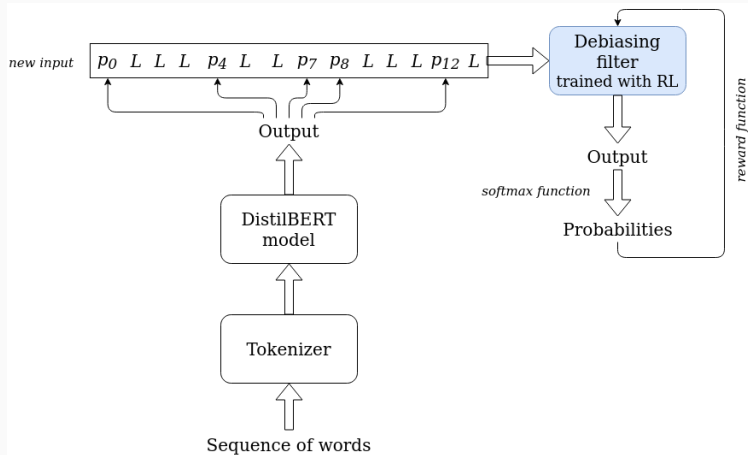 new input
p0 L L L p4 L L p7 p8 L L L p12 L
Debiasing
filter
trained with RL
reward function
Output
Output
softmax function
Probabilities
DistilBERT
model
Tokenizer
Sequence of words